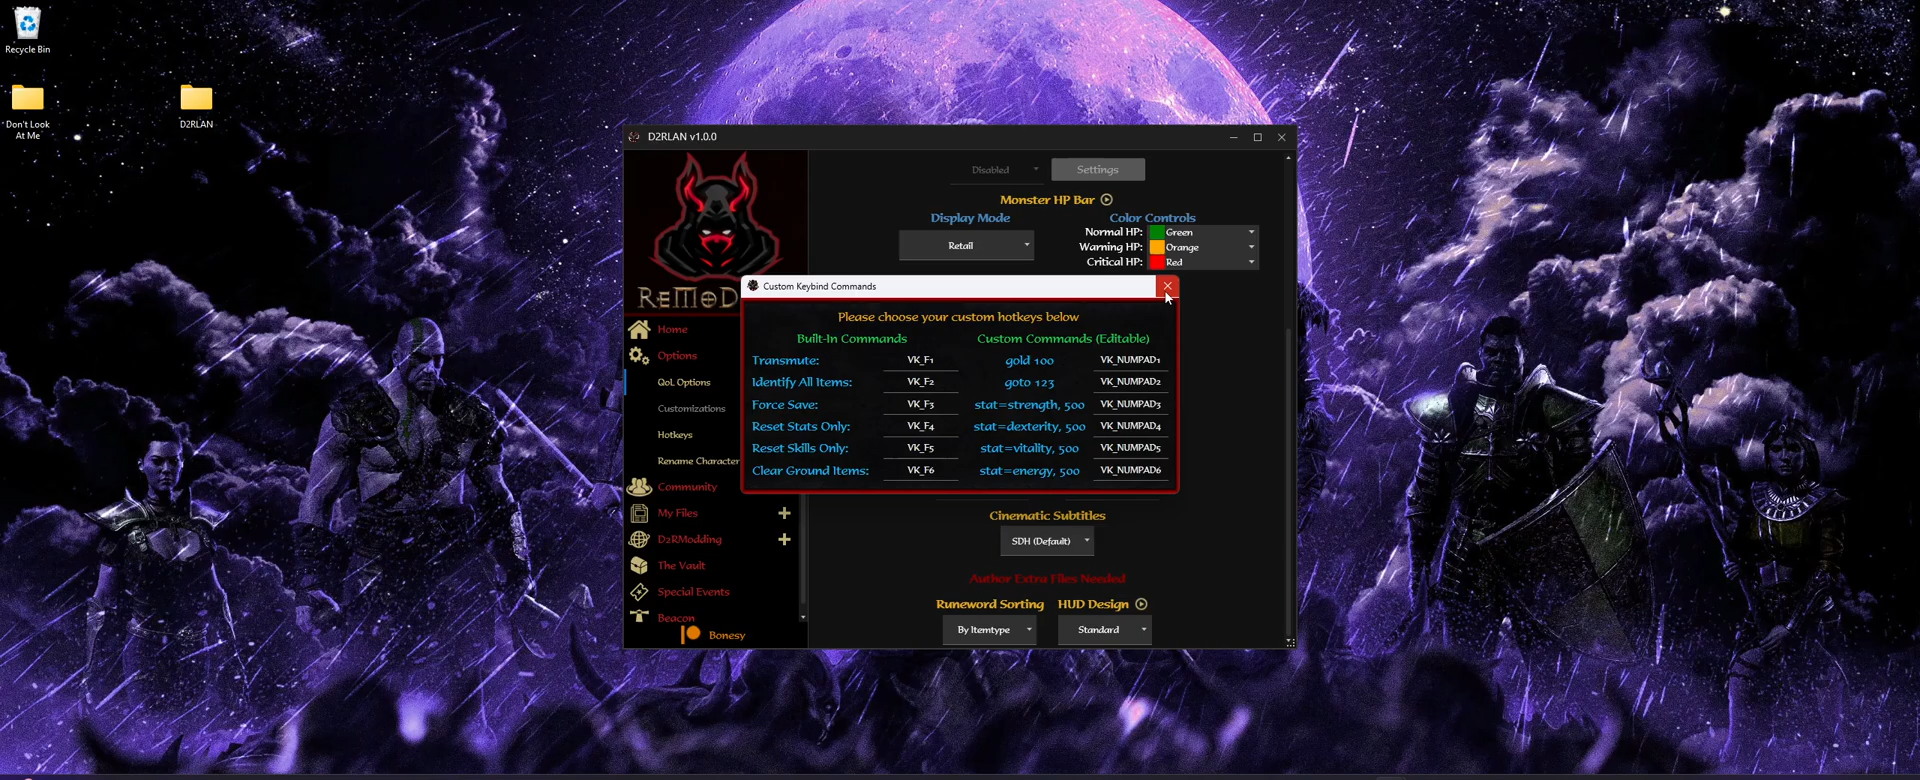 Recycle Bin
Don't Look
At Me
D2RLAN
D2RLAN v1.0.0
Disabled
Settings
Monster HP Bar
Display Mode
Color Controls
Retail
Normal HP:
Green
Warning HP:
Orange
Critical HP:
Red
Custom Keybind Commands
Please choose your custom hotkeys below
Built-In Commands
Custom Commands (Editable)
Transmute:
VK_F1
gold 100
VK_NUMPAD1
Identify All Items:
VK_F2
goto 123
VK_NUMPAD2
Force Save:
VK_F3
stat=strength, 500
VK_NUMPAD3
Reset Stats Only:
VK_F4
stat=dexterity, 500
VK_NUMPAD4
Reset Skills Only:
VK_F5
stat=vitality, 500
VK_NUMPAD5
Clear Ground Items:
VK_F6
stat=energy, 500
VK_NUMPAD6
ReMoD
Home
Options
QoL Options
Customizations
Hotkeys
Rename Character
Community
My Files
D2RModding
The Vault
Special Events
Beacon
Bonesy
Cinematic Subtitles
SDH (Default)
Author Extra Files Needed
Runeword Sorting
HUD Design
By Itemtype
Standard